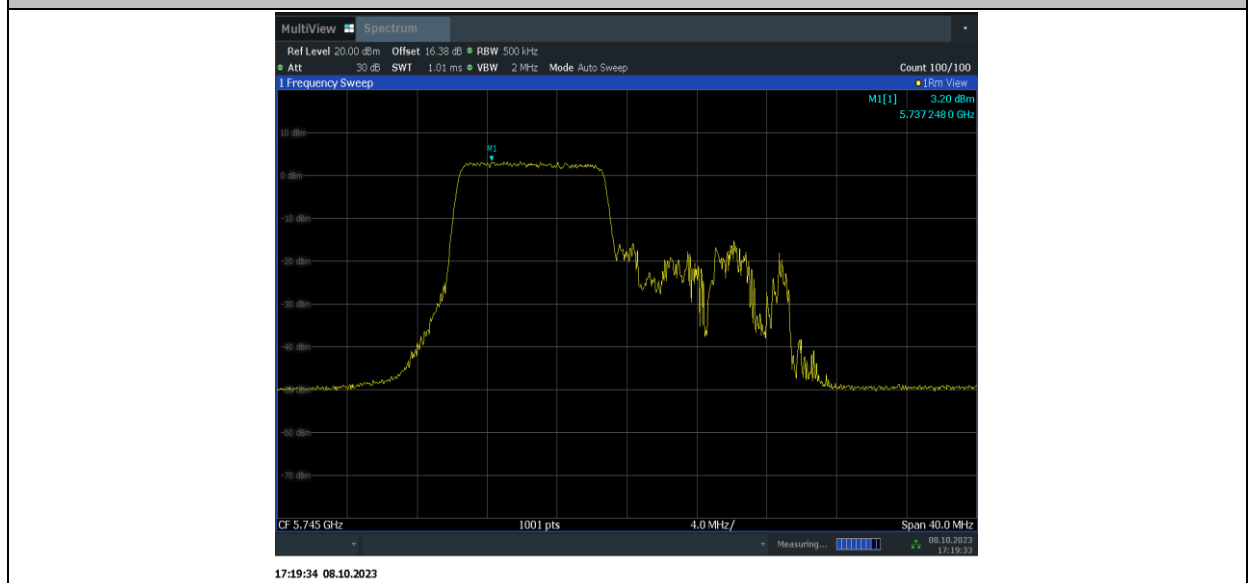 MultiView Spectrum
Ref Level 20.00 dBm Offset 16.38 dB RBW 500 kHz
Att 30 dB SWT 1.01 ms VBW 2 MHz Mode Auto Sweep Count 100/100
1 Frequency Sweep 1Rm View
M1[1] 3.20 dBm
5.737 248 0 GHz
10 dBm
M1
0 dBm
-10 dBm
-20 dBm
-30 dBm
-40 dBm
-50 dBm
-60 dBm
-70 dBm
CF 5.745 GHz 1001 pts 4.0 MHz/ Span 40.0 MHz
Measuring... 08.10.2023
17:19:33
17:19:34 08.10.2023